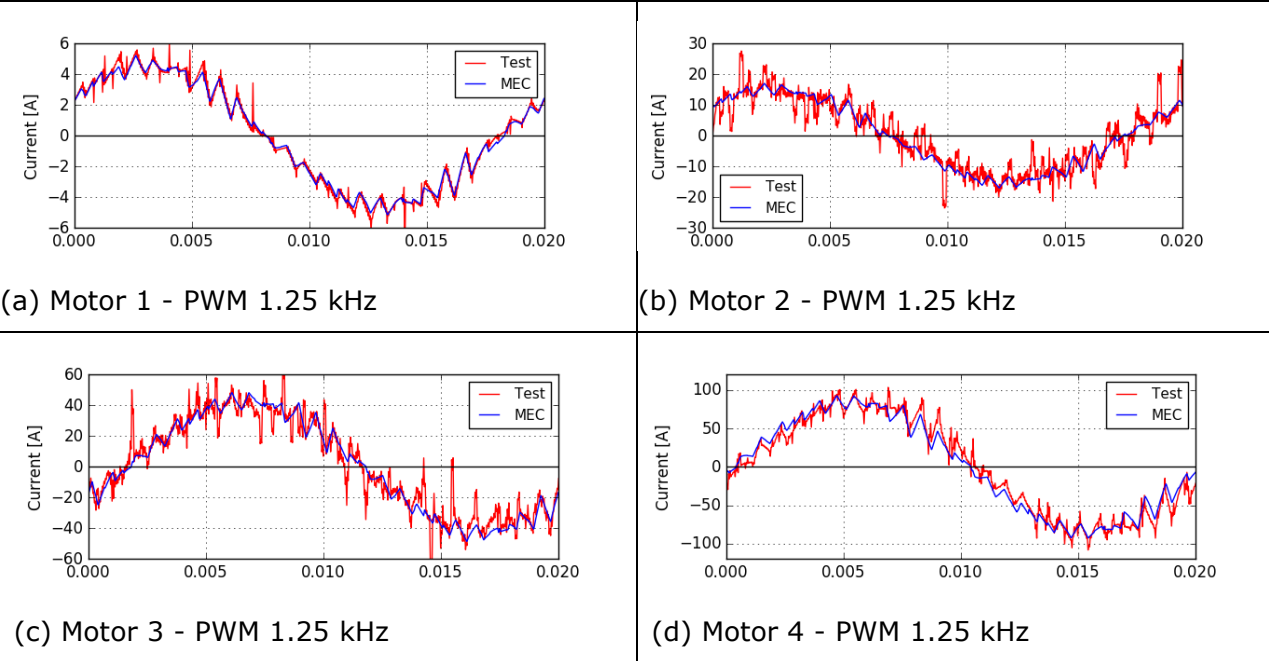 6
4
2
0
−2
−4
−6
Current [A]
Test
MEC
0.000 0.005 0.010 0.015 0.020
(a) Motor 1 - PWM 1.25 kHz
30
20
10
0
−10
−20
−30
Current [A]
Test
MEC
0.000 0.005 0.010 0.015 0.020
(b) Motor 2 - PWM 1.25 kHz
60
40
20
0
−20
−40
−60
Current [A]
Test
MEC
0.000 0.005 0.010 0.015 0.020
(c) Motor 3 - PWM 1.25 kHz
100
50
0
−50
−100
Current [A]
Test
MEC
0.000 0.005 0.010 0.015 0.020
(d) Motor 4 - PWM 1.25 kHz